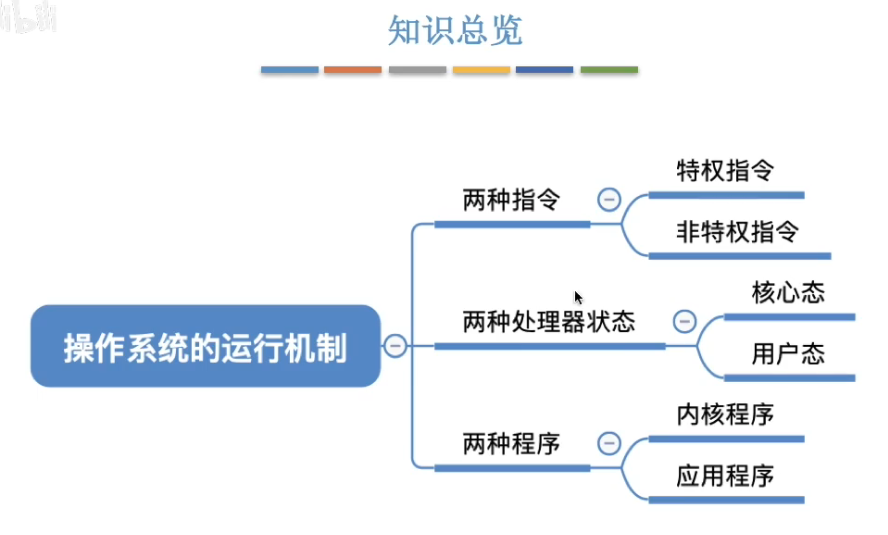 知识总览
特权指令
两种指令
非特权指令
核心态
两种处理器状态
操作系统的运行机制
用户态
内核程序
两种程序
应用程序